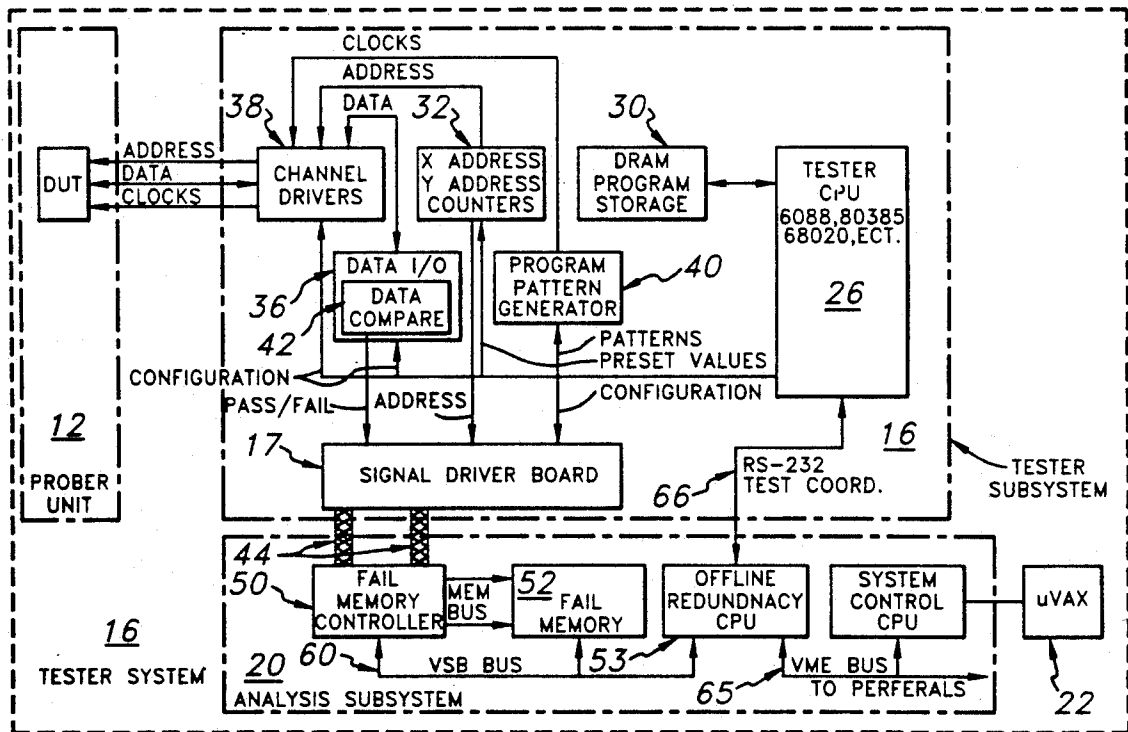 CLOCKS
ADDRESS
DATA
38
32
30
ADDRESS
DATA
CLOCKS
DUT
CHANNEL
DRIVERS
X ADDRESS
Y ADDRESS
COUNTERS
DRAM
PROGRAM
STORAGE
TESTER
CPU
6088,80385
68020,ECT.
26
DATA I/O
36
DATA
COMPARE
42
PROGRAM
PATTERN
GENERATOR
40
PATTERNS
PRESET VALUES
CONFIGURATION
CONFIGURATION
PASS/FAIL
ADDRESS
12
PROBER
UNIT
17
SIGNAL DRIVER BOARD
16
RS-232
TEST COORD.
66
TESTER
SUBSYSTEM
44
50
FAIL
MEMORY
CONTROLLER
MEM
BUS
52
FAIL
MEMORY
OFFLINE
REDUNDNACY
CPU
SYSTEM
CONTROL
CPU
uVAX
16
TESTER SYSTEM
60
VSB BUS
53
VME BUS
65
TO PERFERALS
20
ANALYSIS SUBSYSTEM
22